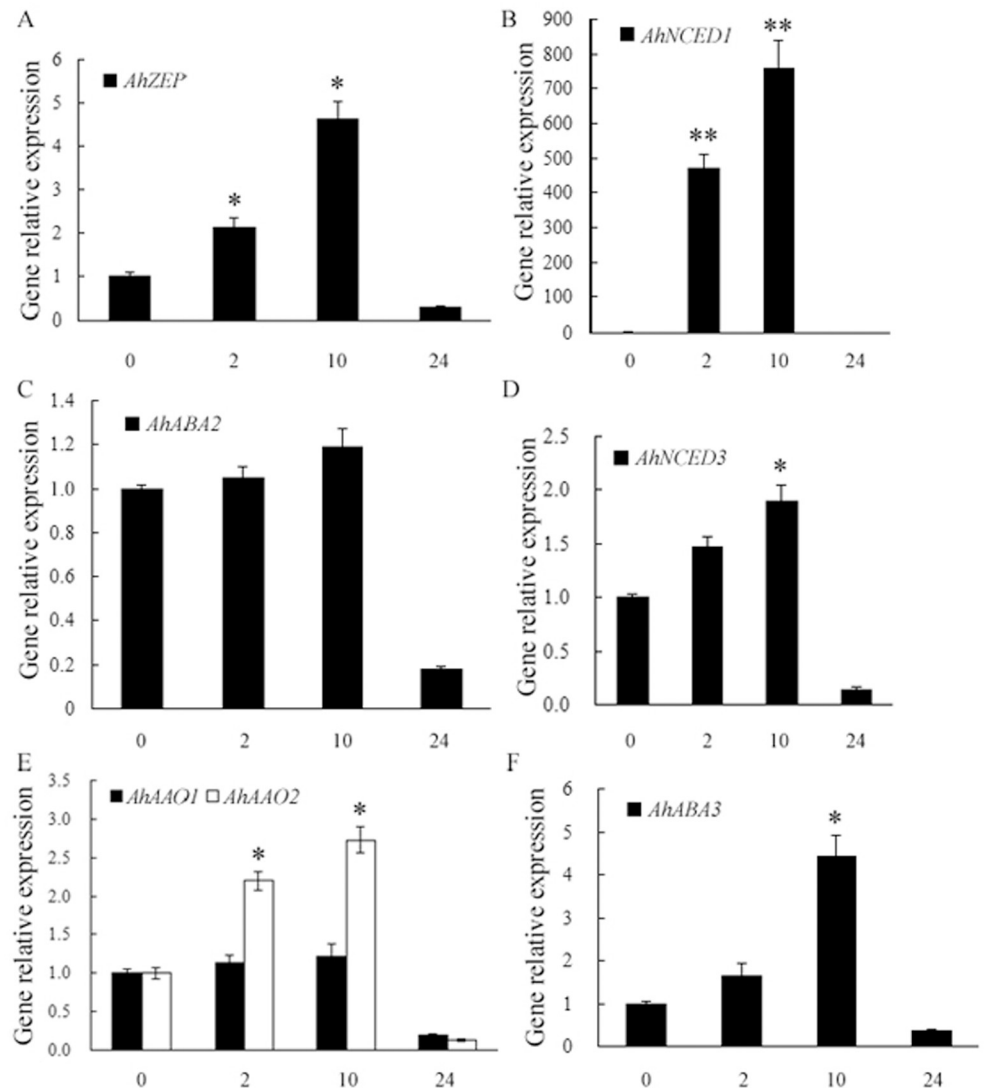 A
Gene relative expression
6
5
4
3
2
1
0
AhZEP
*
*
0 2 10 24
B
Gene relative expression
900
800
700
600
500
400
300
200
100
0
AhNCED1
**
**
0 2 10 24
C
Gene relative expression
1.4
1.2
1.0
0.8
0.6
0.4
0.2
0
AhABA2
0 2 10 24
D
Gene relative expression
2.5
2.0
1.5
1.0
0.5
0.0
AhNCED3
*
0 2 10 24
E
Gene relative expression
3.5
3.0
2.5
2.0
1.5
1.0
0.5
0.0
AhAAO1 AhAAO2
*
*
0 2 10 24
F
Gene relative expression
6
5
4
3
2
1
0
AhABA3
*
0 2 10 24